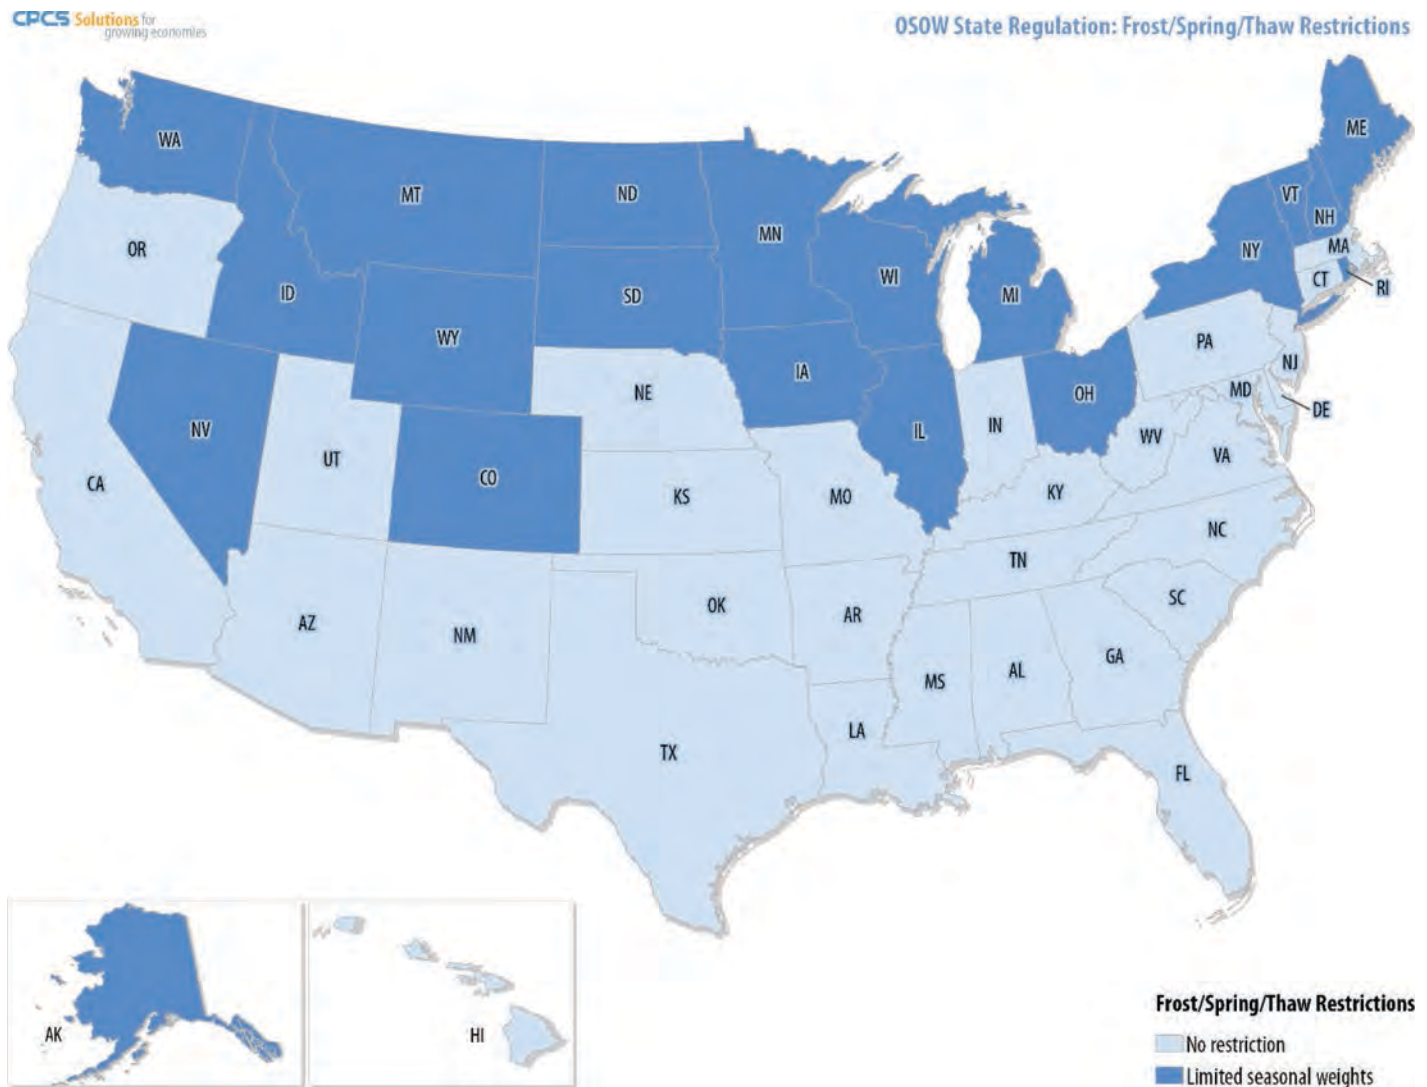 CPCS Solutions for
growing economies
OSOW State Regulation: Frost/Spring/Thaw Restrictions
WA
MT
ND
MN
OR
ID
WY
SD
WI
MI
NY
VT
NH
ME
MA
CT
RI
NV
UT
CO
NE
IA
IL
IN
OH
PA
NJ
MD
DE
CA
KS
MO
KY
WV
VA
AZ
NM
OK
AR
TN
NC
SC
TX
LA
MS
AL
GA
FL
AK
HI
Frost/Spring/Thaw Restrictions
No restriction
Limited seasonal weights